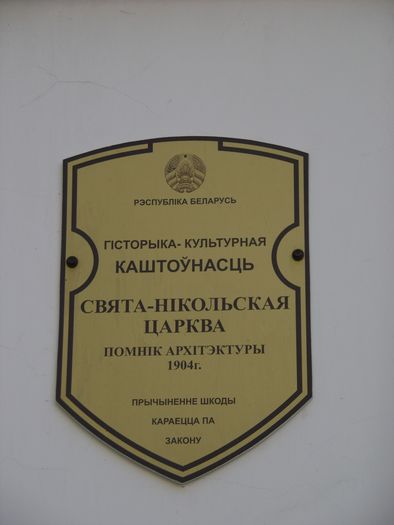 РЭСПУБЛІКА БЕЛАРУСЬ
ГІСТОРЫКА- КУЛЬТУРНАЯ
КАШТОЎНАСЦЬ
СВЯТА-НІКОЛЬСКАЯ
ЦАРКВА
ПОМНІК АРХІТЭКТУРЫ
1904г.
ПРЫЧЫНЕННЕ ШКОДЫ
КАРАЕЦЦА ПА
ЗАКОНУ